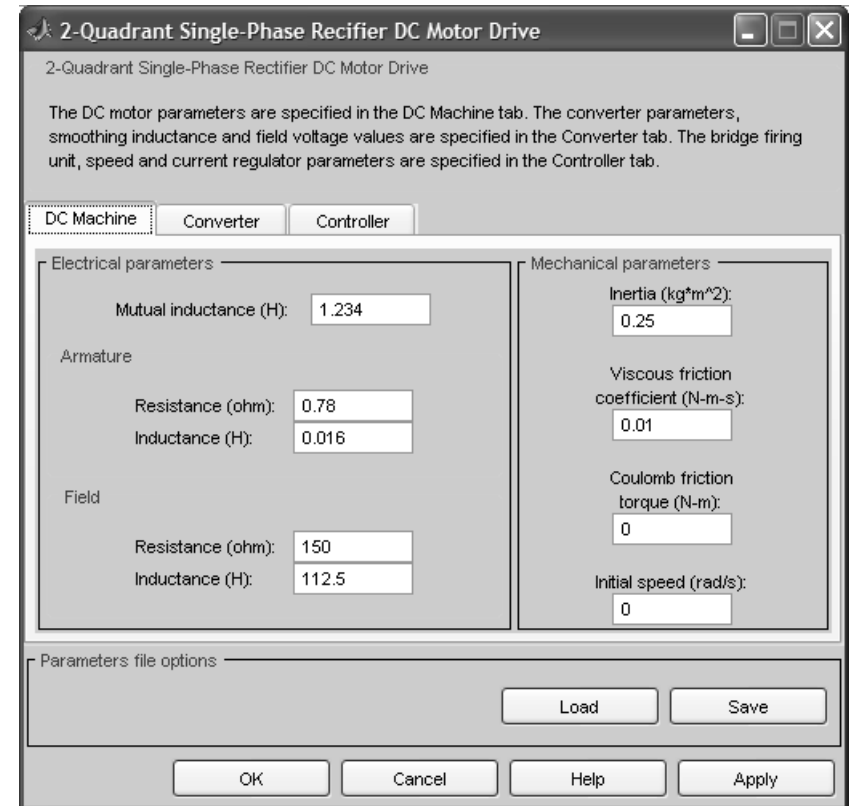 2-Quadrant Single-Phase Recifier DC Motor Drive
2-Quadrant Single-Phase Rectifier DC Motor Drive
The DC motor parameters are specified in the DC Machine tab. The converter parameters,
smoothing inductance and field voltage values are specified in the Converter tab. The bridge firing
unit, speed and current regulator parameters are specified in the Controller tab.
DC Machine Converter Controller
Electrical parameters
Mutual inductance (H): 1.234
Armature
Resistance (ohm): 0.78
Inductance (H): 0.016
Field
Resistance (ohm): 150
Inductance (H): 112.5
Mechanical parameters
Inertia (kg*m^2):
0.25
Viscous friction
coefficient (N-m-s):
0.01
Coulomb friction
torque (N-m):
0
Initial speed (rad/s):
0
Parameters file options
Load Save
OK Cancel Help Apply